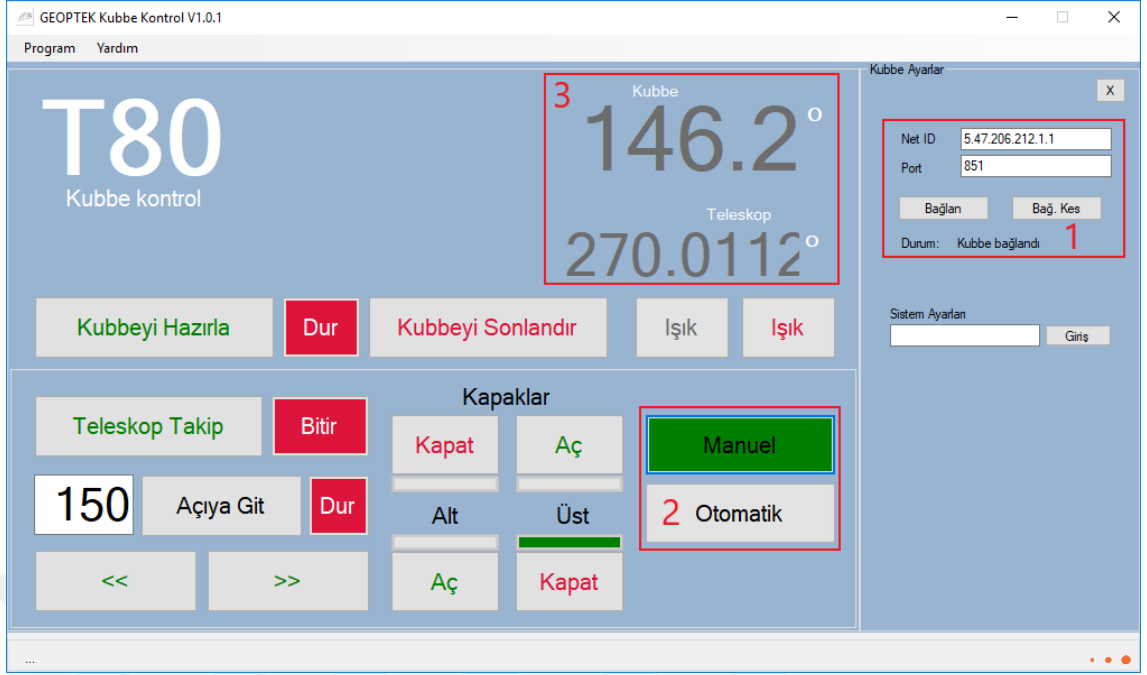 GEOPTEK Kubbe Kontrol V1.0.1
Program Yardım
T80
Kubbe kontrol
3
Kubbe
146.2°
Teleskop
270.0112°
Kubbe Ayarlar
X
Net ID 5.47.206.212.1.1
Port 851
Bağlan Bağ. Kes
Durum: Kubbe bağlandı 1
Sistem Ayarları
Giriş
Kubbeyi Hazırla Dur Kubbeyi Sonlandır Işık Işık
Teleskop Takip Bitir
150 Açıya Git Dur
<< >>
Kapaklar
Kapat Aç
Alt Üst
Aç Kapat
Manuel
2 Otomatik
...